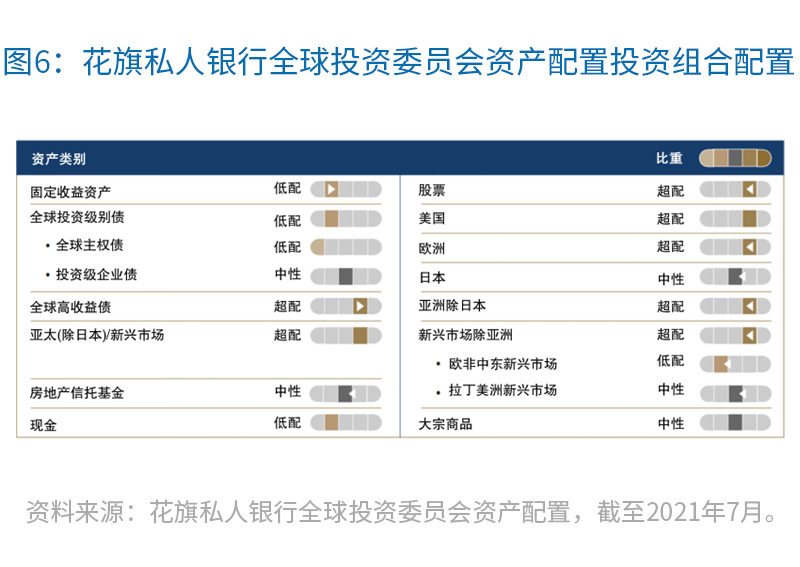 图6：花旗私人银行全球投资委员会资产配置投资组合配置
资产类别
比重
固定收益资产 低配
全球投资级别债 低配
• 全球主权债 低配
• 投资级企业债 中性
全球高收益债 超配
亚太(除日本)/新兴市场 超配
房地产信托基金 中性
现金 低配
股票 超配
美国 超配
欧洲 超配
日本 中性
亚洲除日本 超配
新兴市场除亚洲 超配
• 欧非中东新兴市场 低配
• 拉丁美洲新兴市场 中性
大宗商品 中性
资料来源：花旗私人银行全球投资委员会资产配置，截至2021年7月。